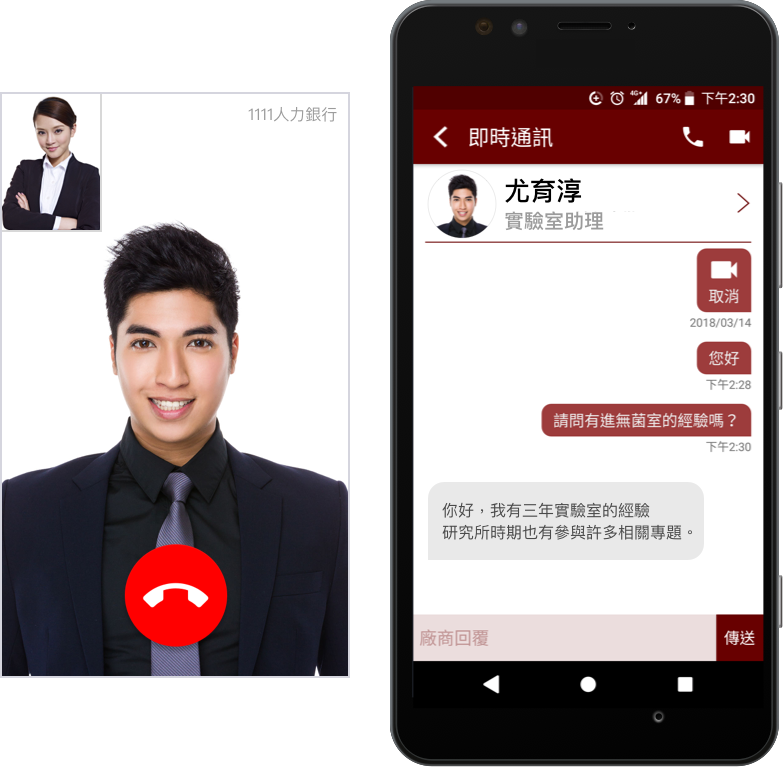 1111人力銀行
4G
67%
下午2:30
即時通訊
尤育淳
實驗室助理
取消
2018/03/14
您好
下午2:28
請問有進無菌室的經驗嗎？
下午2:30
你好，我有三年實驗室的經驗
研究所時期也有參與許多相關專題。
廠商回覆
傳送